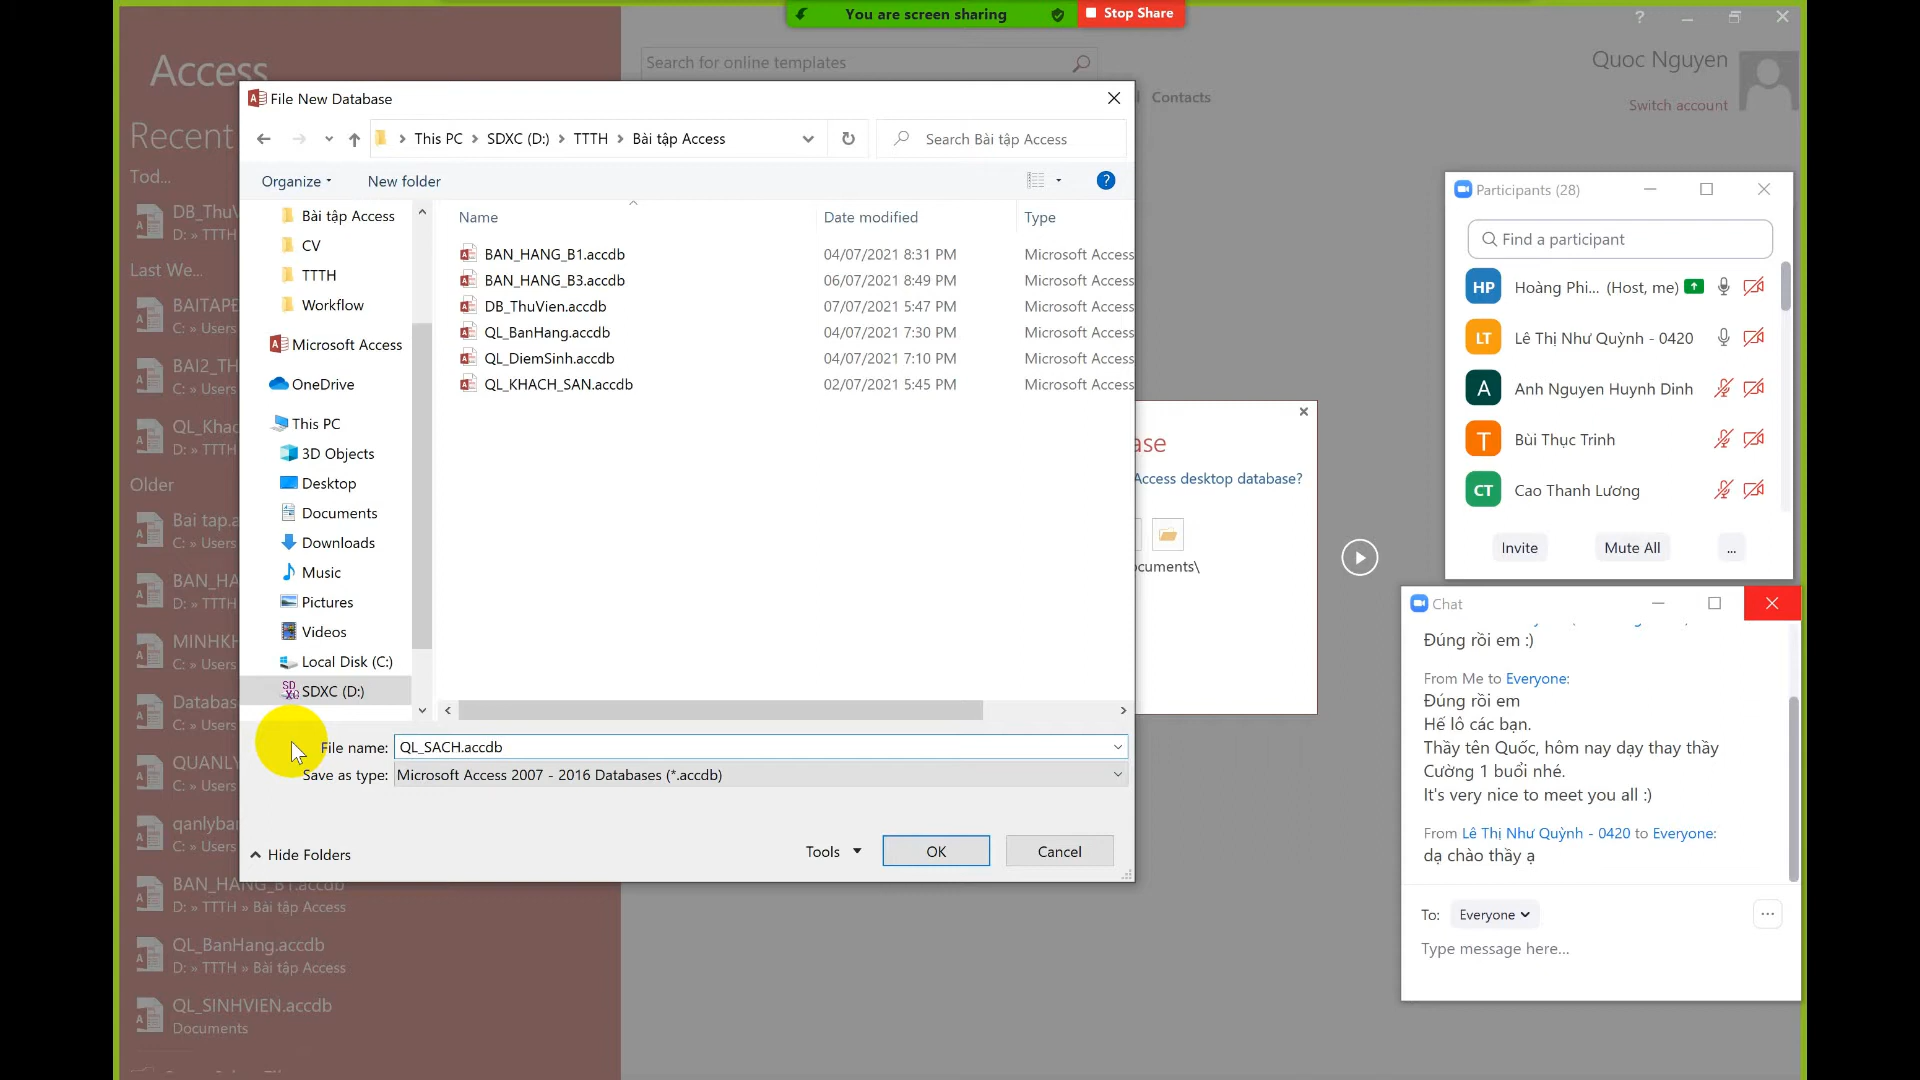 You are screen sharing
Stop Share
Access
Search for online templates
Contacts
Quoc Nguyen
Switch account
Recent
Tod...
DB_ThuV
D: » TTTH
Last We...
BAITAPE
C: » Users
BAI2_TH
C: » Users
QL_Khac
D: » TTTH
Older
Bai tap.a
C: » Users
BAN_HA
D: » TTTH
MINHKH
C: » Users
Databas
C: » Users
QUANLY
C: » Users
qanlybar
C: » Users
BAN_HANG_B1.accdb
D: » TTTH » Bài tập Access
QL_BanHang.accdb
D: » TTTH » Bài tập Access
QL_SINHVIEN.accdb
Documents
File New Database
This PC > SDXC (D:) > TTTH > Bài tập Access
Search Bài tập Access
Organize
New folder
Bài tập Access
CV
TTTH
Workflow
Microsoft Access
OneDrive
This PC
3D Objects
Desktop
Documents
Downloads
Music
Pictures
Videos
Local Disk (C:)
SDXC (D:)
Name Date modified Type
BAN_HANG_B1.accdb 04/07/2021 8:31 PM Microsoft Access
BAN_HANG_B3.accdb 06/07/2021 8:49 PM Microsoft Access
DB_ThuVien.accdb 07/07/2021 5:47 PM Microsoft Access
QL_BanHang.accdb 04/07/2021 7:30 PM Microsoft Access
QL_DiemSinh.accdb 04/07/2021 7:10 PM Microsoft Access
QL_KHACH_SAN.accdb 02/07/2021 5:45 PM Microsoft Access
File name: QL_SACH.accdb
Save as type: Microsoft Access 2007 - 2016 Databases (*.accdb)
Hide Folders
Tools
OK
Cancel
ase
Access desktop database?
ocuments\
Participants (28)
Find a participant
HP Hoàng Phi... (Host, me)
LT Lê Thị Như Quỳnh - 0420
A Anh Nguyen Huynh Dinh
T Bùi Thục Trinh
CT Cao Thanh Lương
Invite
Mute All
...
Chat
Đúng rồi em :)
From Me to Everyone:
Đúng rồi em
Hế lô các bạn.
Thầy tên Quốc, hôm nay dạy thay thầy
Cường 1 buổi nhé.
It's very nice to meet you all :)
From Lê Thị Như Quỳnh - 0420 to Everyone:
dạ chào thầy ạ
To: Everyone
Type message here...